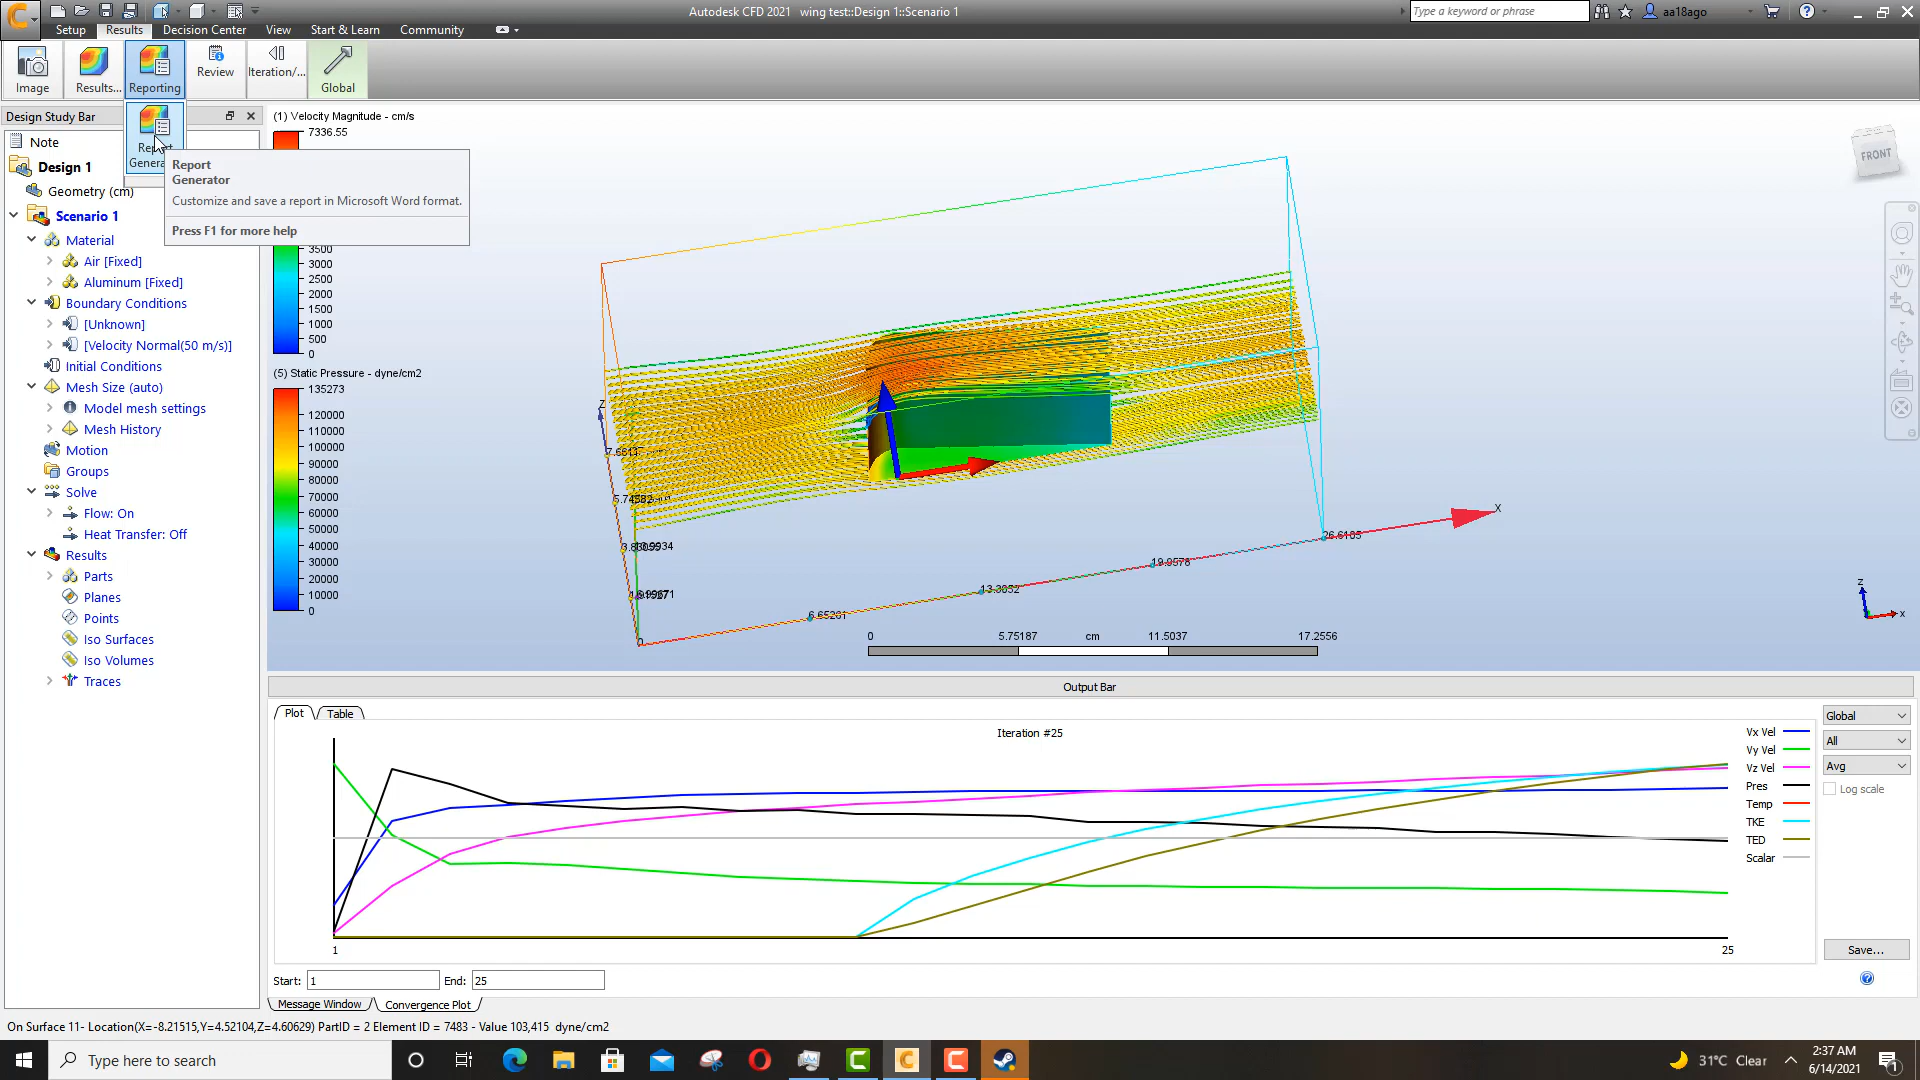 Autodesk CFD 2021 wing test::Design 1::Scenario 1
Type a keyword or phrase
aa18ago
Setup Results Decision Center View Start & Learn Community
Image
Results...
Reporting
Review
Iteration/...
Global
Design Study Bar
Note
Design 1
Geometry (cm)
Scenario 1
Material
Air [Fixed]
Aluminum [Fixed]
Boundary Conditions
[Unknown]
[Velocity Normal(50 m/s)]
Initial Conditions
Mesh Size (auto)
Model mesh settings
Mesh History
Motion
Groups
Solve
Flow: On
Heat Transfer: Off
Results
Parts
Planes
Points
Iso Surfaces
Iso Volumes
Traces
Report
Generator
Customize and save a report in Microsoft Word format.
Press F1 for more help
(1) Velocity Magnitude - cm/s
7336.55
3500
3000
2500
2000
1500
1000
500
0
(5) Static Pressure - dyne/cm2
135273
120000
110000
100000
90000
80000
70000
60000
50000
40000
30000
20000
10000
0
FRONT
Z
X
6.65261
13.3052
19.9578
26.6105
0
0 5.75187 cm 11.5037 17.2556
z
x
Output Bar
Plot Table
Iteration #25
Vx Vel
Vy Vel
Vz Vel
Pres
Temp
TKE
TED
Scalar
Global
All
Avg
Log scale
Save...
1 25
Start: 1 End: 25
Message Window Convergence Plot
On Surface 11- Location(X=-8.21515,Y=4.52104,Z=4.60629) PartID = 2 Element ID = 7483 - Value 103,415 dyne/cm2
Type here to search
31°C Clear
2:37 AM
6/14/2021
1